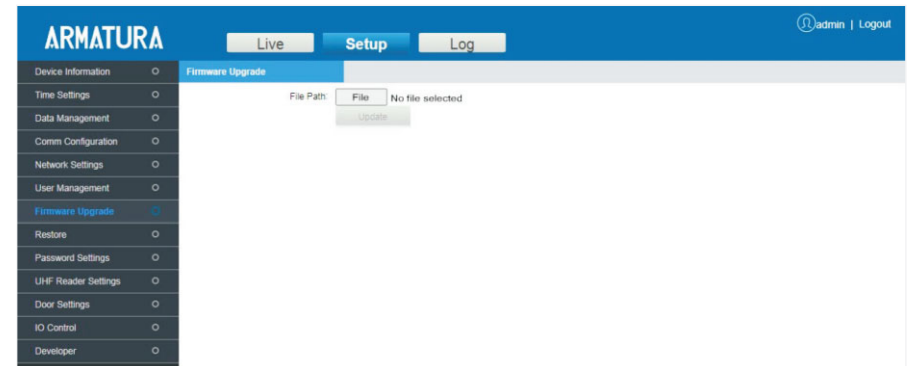 admin | Logout
ARMATURA
Live Setup Log
Device Information
Firmware Upgrade
Time Settings
File Path: File No file selected
Data Management
Update
Comm Configuration
Network Settings
User Management
Firmware Upgrade
Restore
Password Settings
UHF Reader Settings
Door Settings
IO Control
Developer